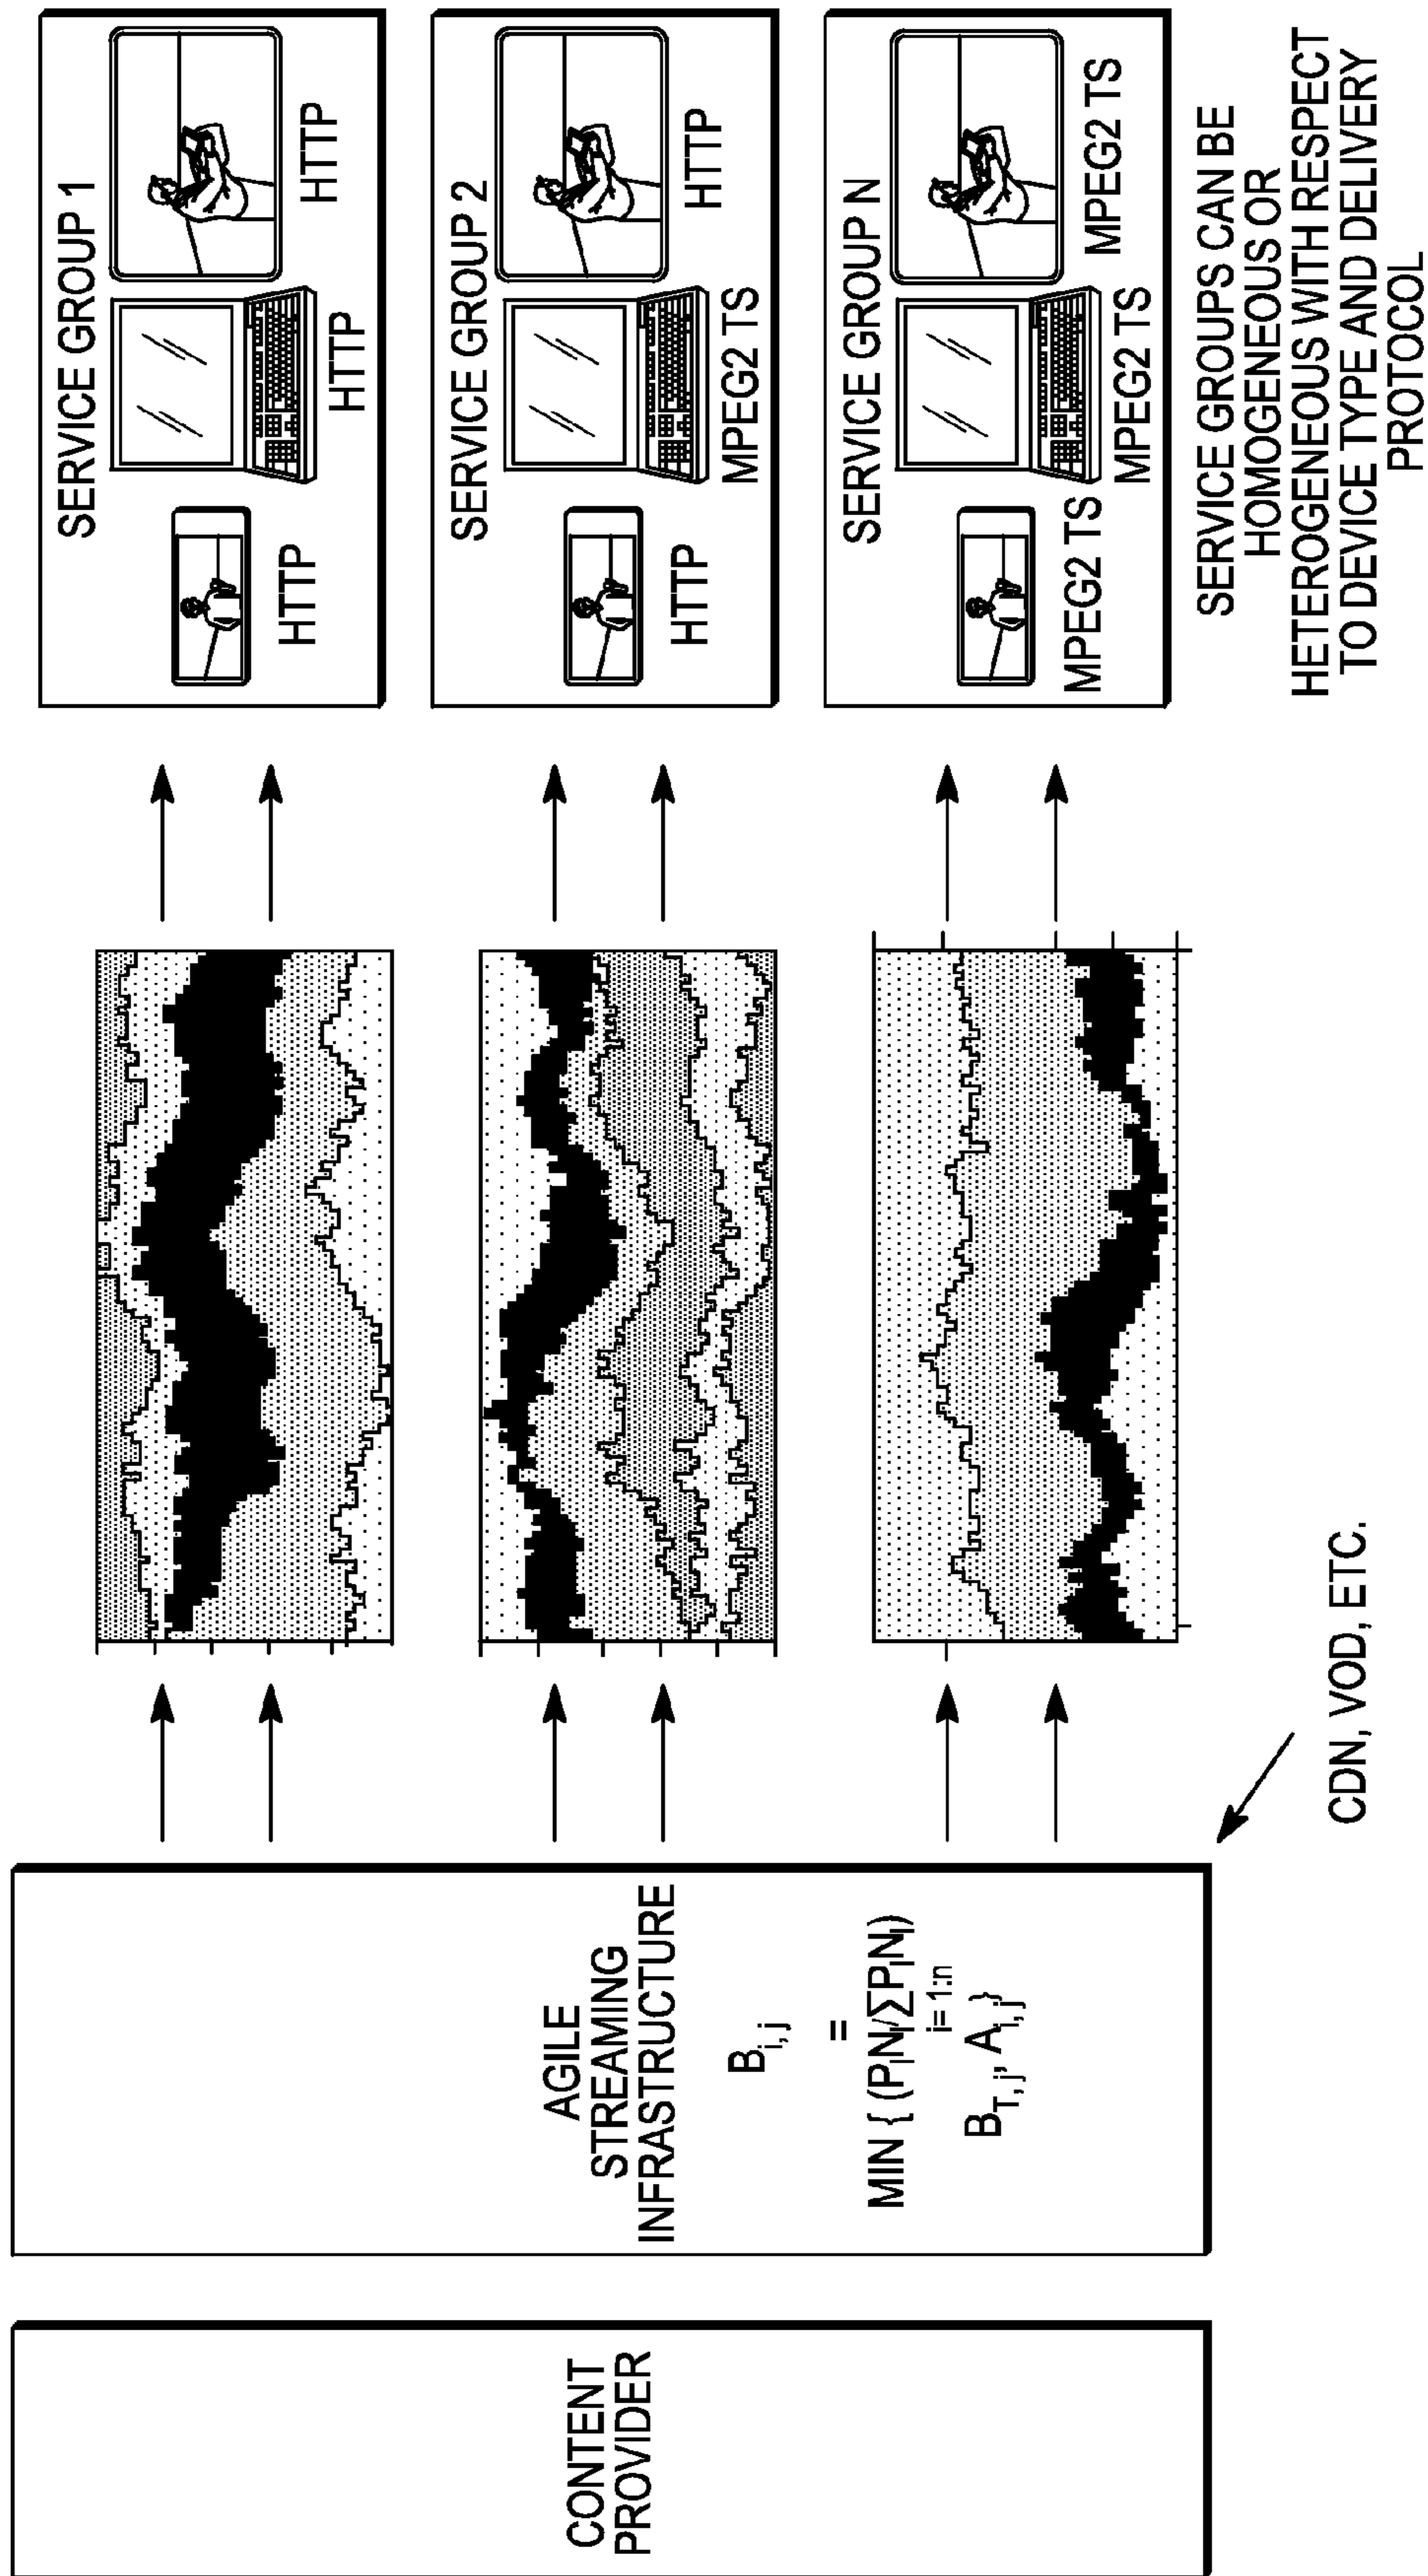 CONTENT
PROVIDER
AGILE
STREAMING
INFRASTRUCTURE
B_{i, j}
=
MIN { (P_iN_i/ΣP_iN_i)
i= 1:n
B_{T, j}, A_{i, j}}
CDN, VOD, ETC.
SERVICE GROUP 1
HTTP
HTTP
HTTP
SERVICE GROUP 2
HTTP
MPEG2 TS
HTTP
SERVICE GROUP N
MPEG2 TS
MPEG2 TS
MPEG2 TS
SERVICE GROUPS CAN BE
HOMOGENEOUS OR
HETEROGENEOUS WITH RESPECT
TO DEVICE TYPE AND DELIVERY
PROTOCOL